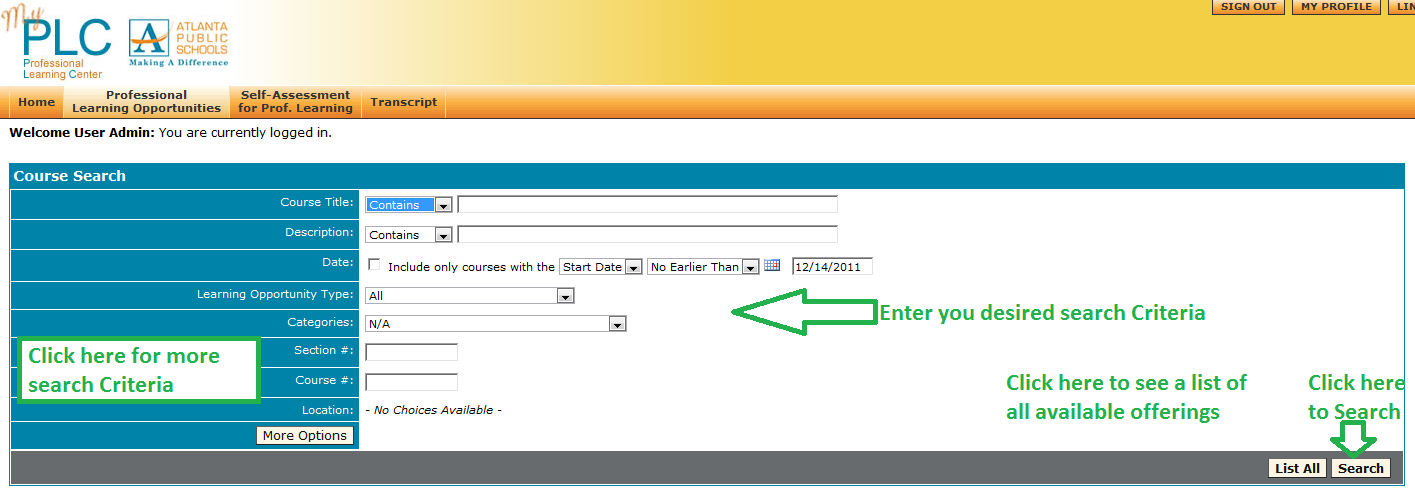 My
PLC
Professional
Learning Center
ATLANTA
PUBLIC
SCHOOLS
Making A Difference
SIGN OUT
MY PROFILE
LIN
Home
Professional
Learning Opportunities
Self-Assessment
for Prof. Learning
Transcript
Welcome User Admin: You are currently logged in.
Course Search
Course Title: Contains
Description: Contains
Date: Include only courses with the Start Date No Earlier Than 12/14/2011
Learning Opportunity Type: All
Categories: N/A
Enter you desired search Criteria
Click here for more
search Criteria
Section #:
Course #:
Location: - No Choices Available -
More Options
Click here to see a list of
all available offerings
Click here
to Search
List All
Search